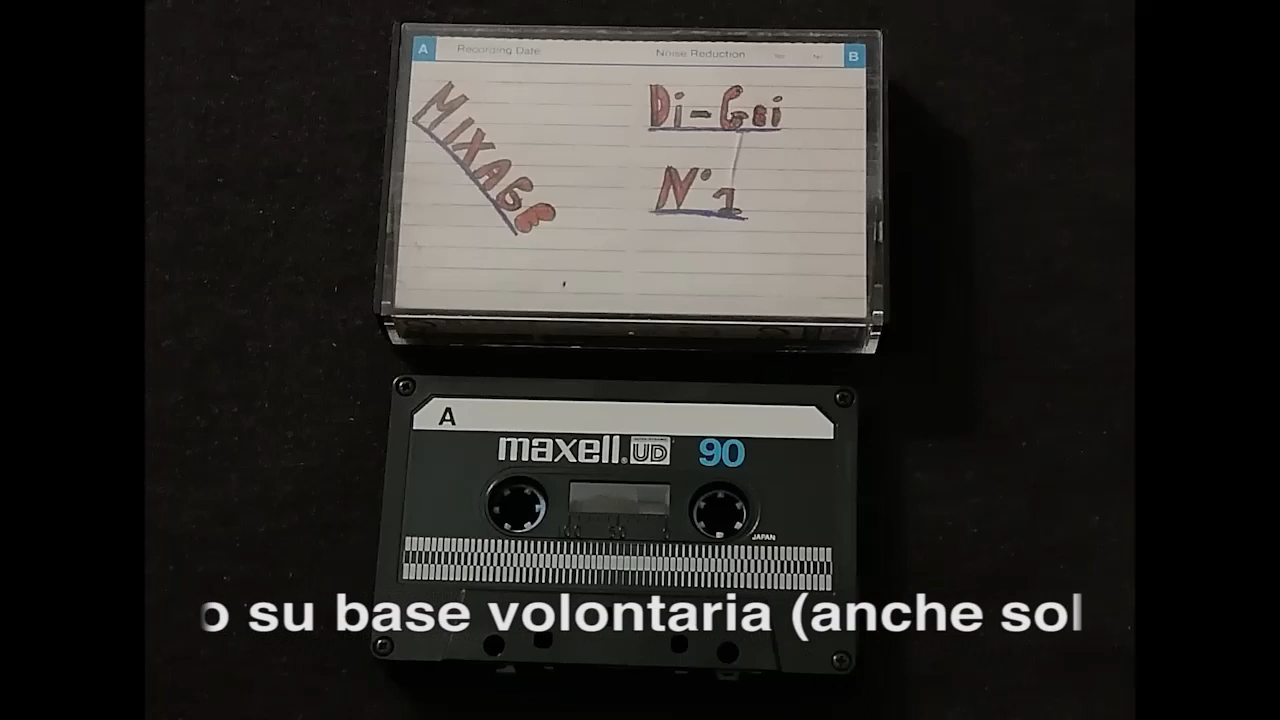 A Recording Date Noise Reduction B
MIXAGE
Di-Gei
N° 1
A
maxell. UD 90
JAPAN
o su base volontaria (anche sol